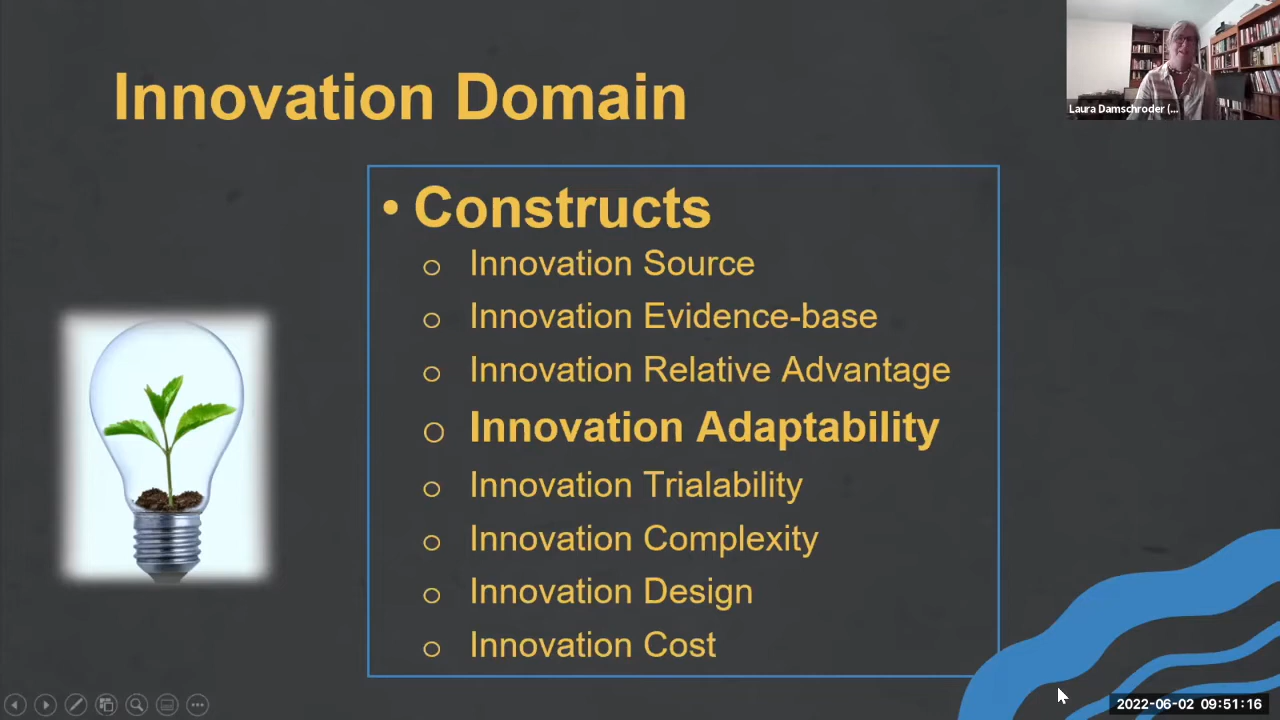 Innovation Domain
Laura Damschroder (...
• Constructs
o Innovation Source
o Innovation Evidence-base
o Innovation Relative Advantage
o Innovation Adaptability
o Innovation Trialability
o Innovation Complexity
o Innovation Design
o Innovation Cost
2022-06-02 09:51:16